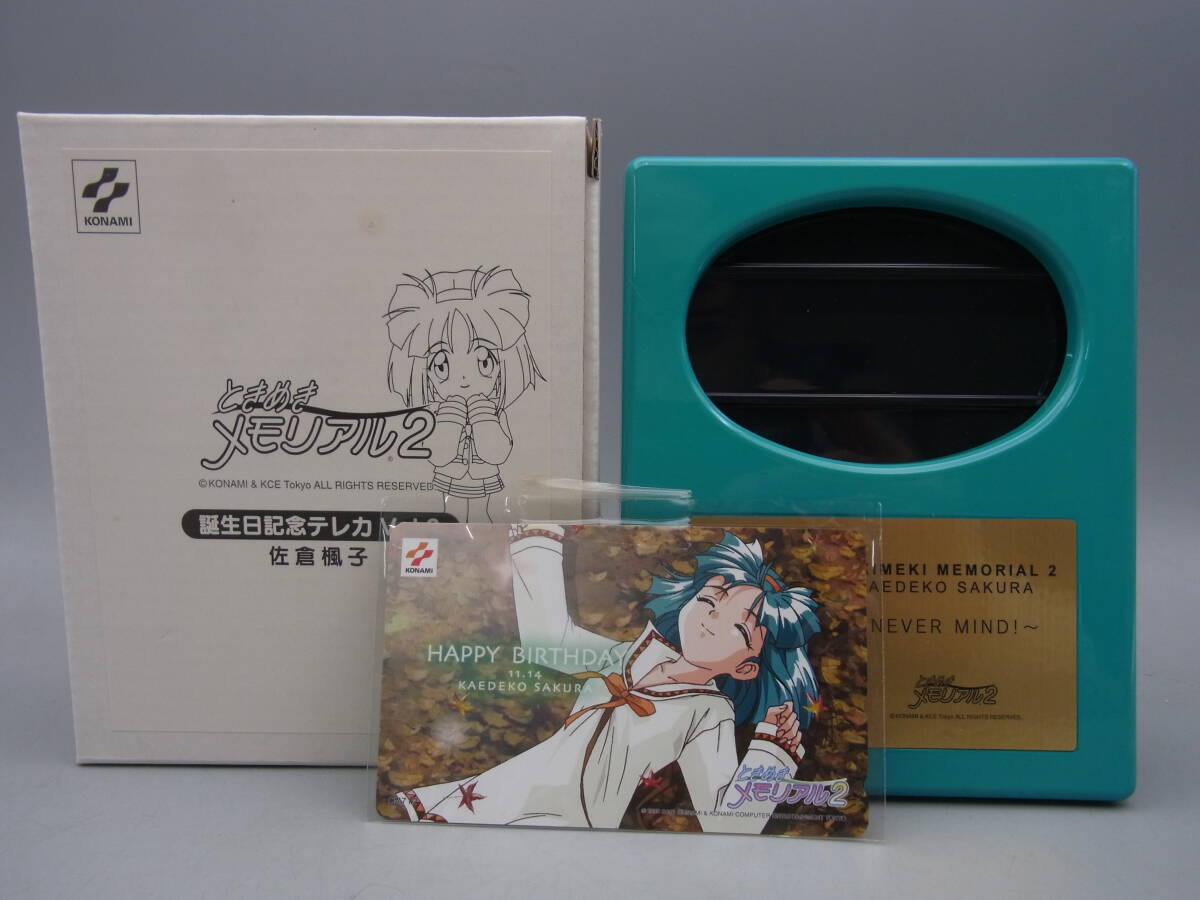 KONAMI
ときめき
メモリアル2
©KONAMI & KCE Tokyo ALL RIGHTS RESERVED.
誕生日記念テレカ
佐倉楓子
KONAMI
HAPPY BIRTHDAY
11.14
KAEDEKO SAKURA
ときめき
メモリアル2
IMEKI MEMORIAL 2
AEDEKO SAKURA
NEVER MIND!~
ときめき
メモリアル2
©KONAMI & KCE Tokyo ALL RIGHTS RESERVED.